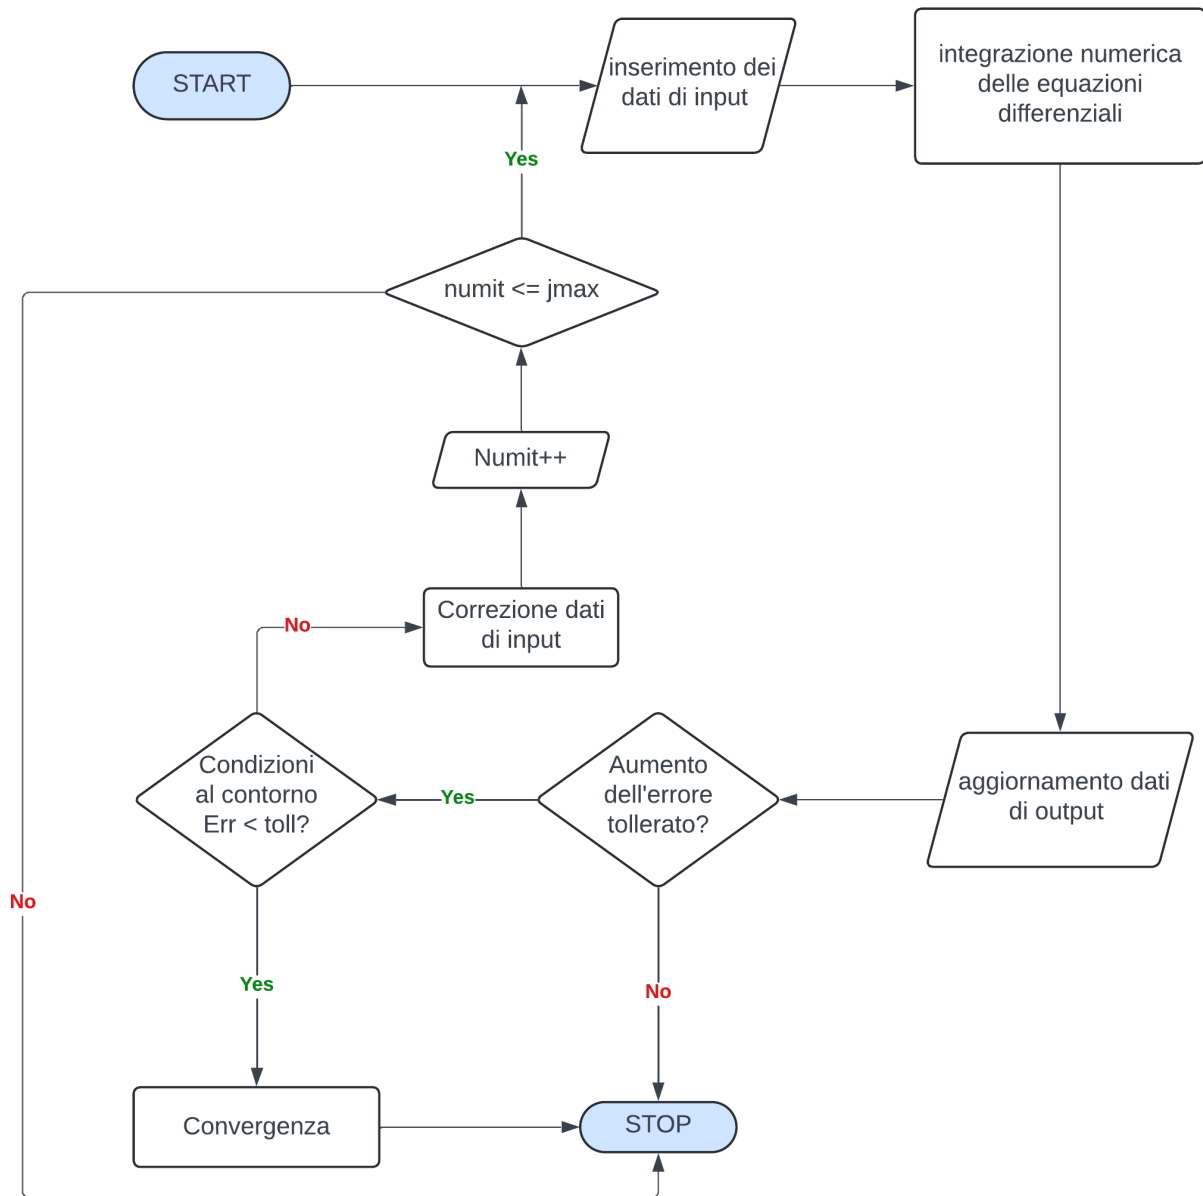 START
inserimento dei
dati di input
integrazione numerica
delle equazioni
differenziali
Yes
numit <= jmax
Numit++
Correzione dati
di input
No
Condizioni
al contorno
Err < toll?
Yes
Aumento
dell'errore
tollerato?
aggiornamento dati
di output
No
Yes
No
Convergenza
STOP